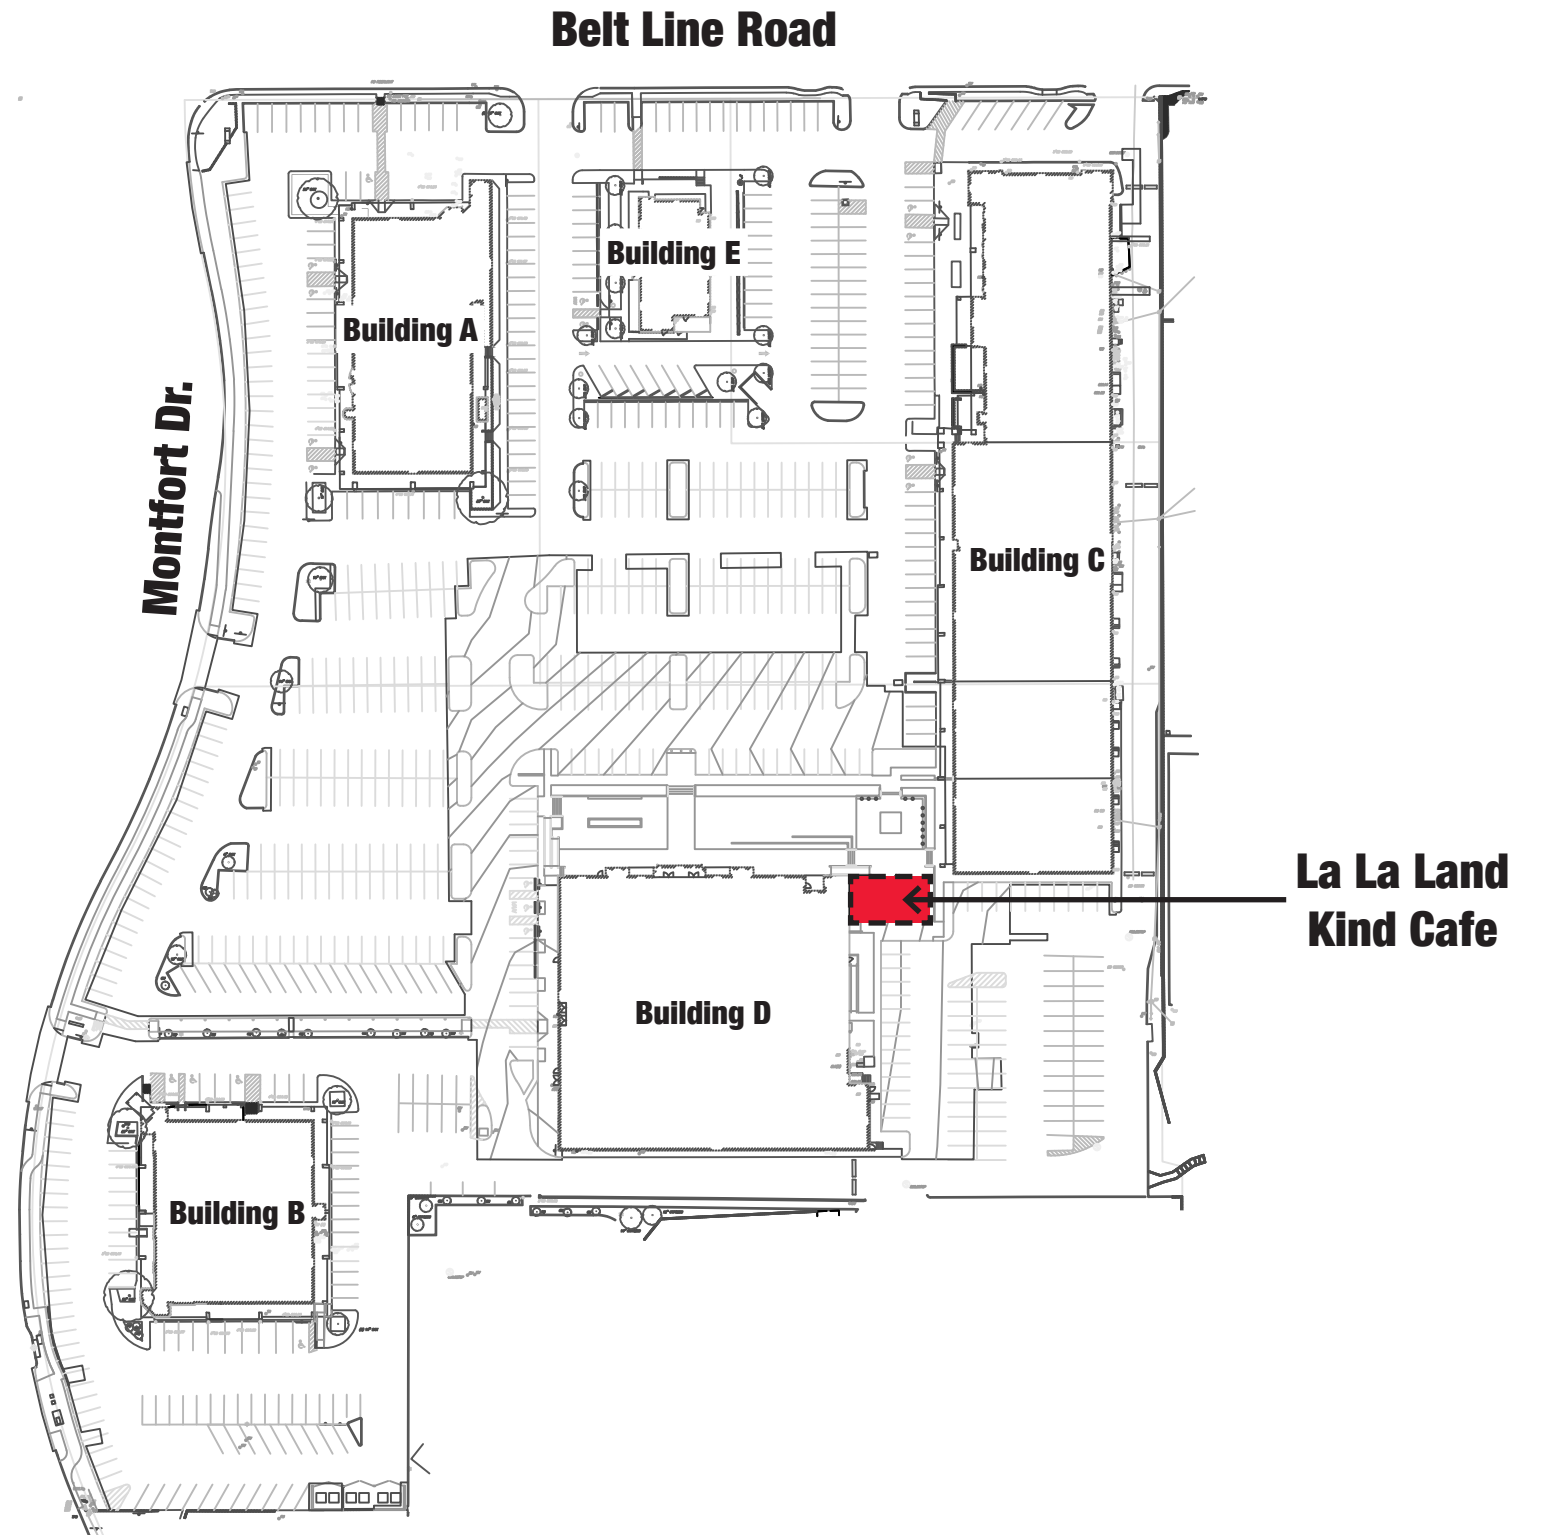 Belt Line Road
Building E
Building A
Montfort Dr.
Building C
La La Land
Kind Cafe
Building D
Building B